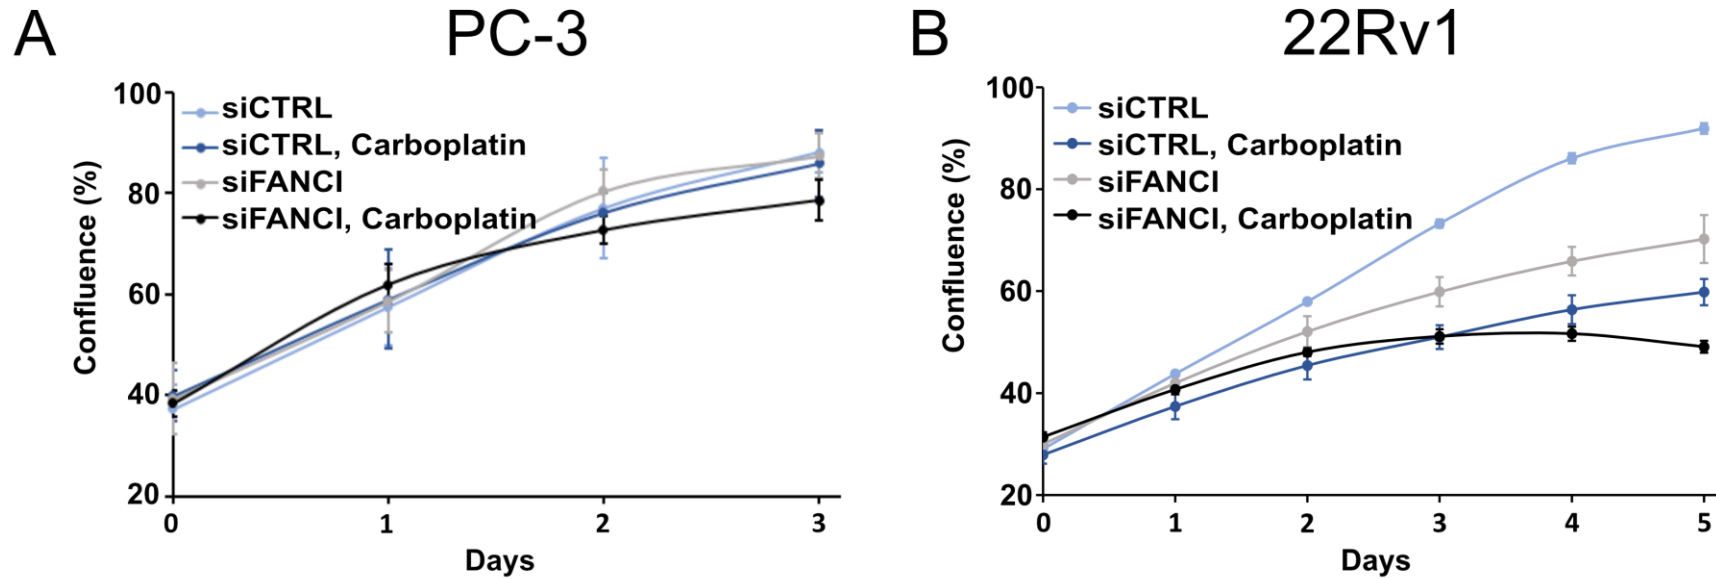 A
PC-3
100
80
60
40
20
Confluence (%)
siCTRL
siCTRL, Carboplatin
siFANCI
siFANCI, Carboplatin
0
1
2
3
Days
B
22Rv1
100
80
60
40
20
Confluence (%)
siCTRL
siCTRL, Carboplatin
siFANCI
siFANCI, Carboplatin
0
1
2
3
4
5
Days